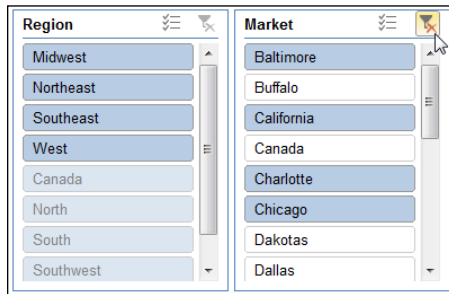 Region
Midwest
Northeast
Southeast
West
Canada
North
South
Southwest
Market
Baltimore
Buffalo
California
Canada
Charlotte
Chicago
Dakotas
Dallas